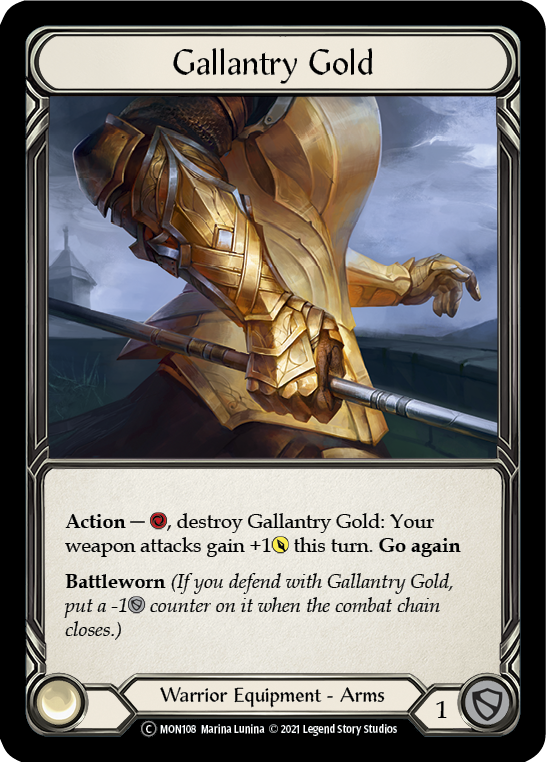 Gallantry Gold
Action — , destroy Gallantry Gold: Your
weapon attacks gain +1 this turn. Go again
Battleworn (If you defend with Gallantry Gold,
put a -1 counter on it when the combat chain
closes.)
Warrior Equipment - Arms
1
C MON108 Marina Lunina © 2021 Legend Story Studios